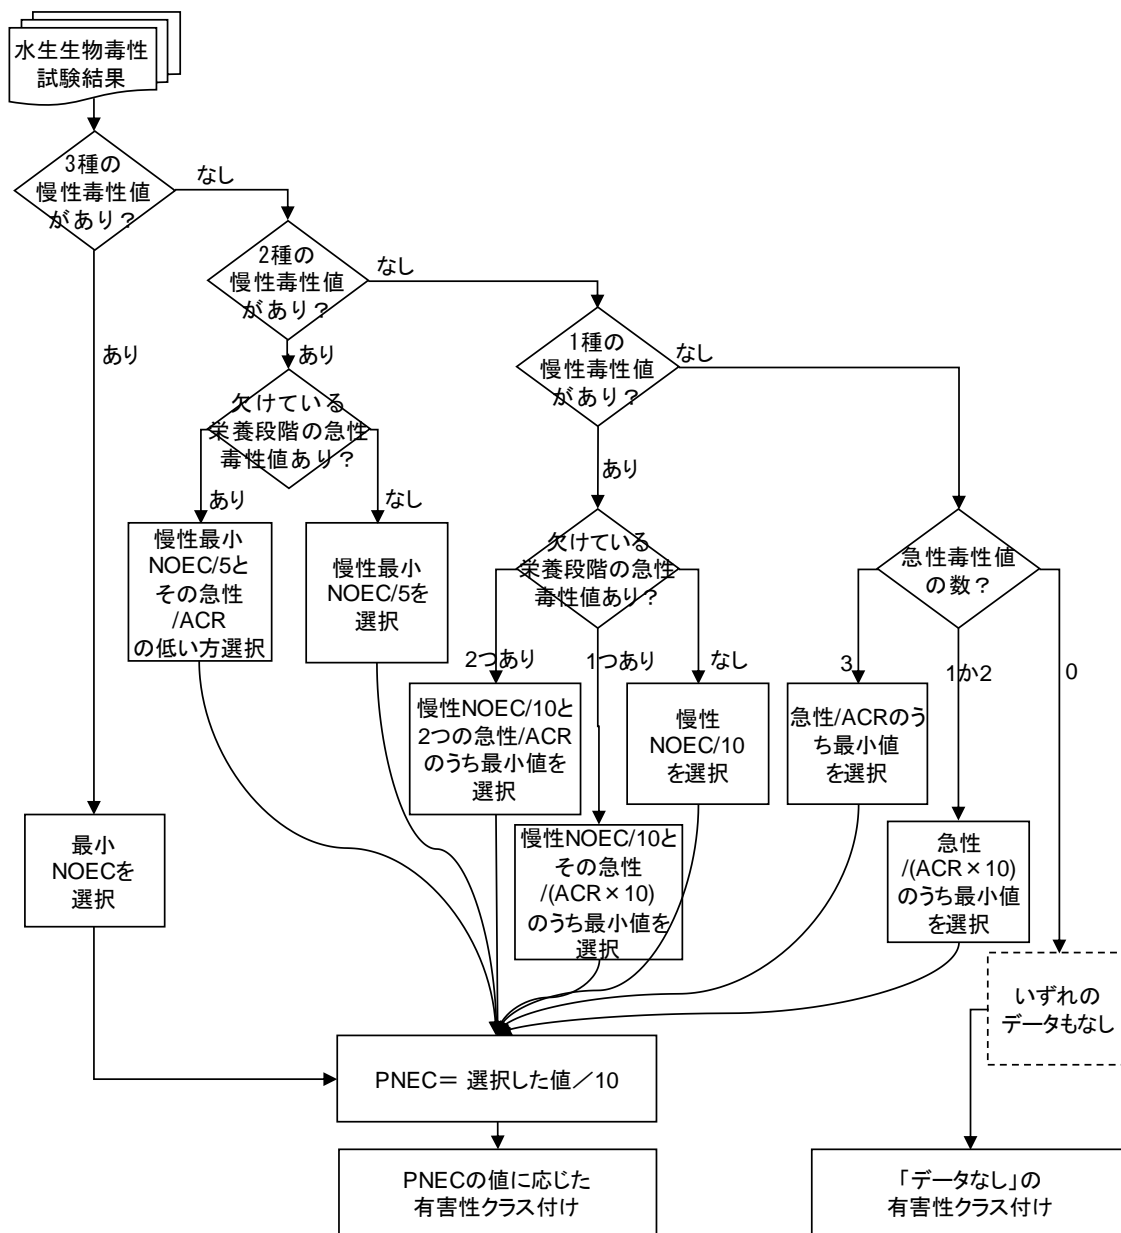 水生生物毒性
試験結果
3種の
慢性毒性値
があり？
なし
あり
2種の
慢性毒性値
があり？
なし
あり
1種の
慢性毒性値
があり？
なし
あり
欠けている
栄養段階の急性
毒性値あり？
あり
なし
慢性最小
NOEC/5と
その急性
/ACR
の低い方選択
慢性最小
NOEC/5を
選択
欠けている
栄養段階の急性
毒性値あり？
2つあり
1つあり
なし
急性毒性値
の数？
3
1か2
0
慢性NOEC/10と
2つの急性/ACR
のうち最小値を
選択
慢性
NOEC/10
を選択
急性/ACRのう
ち最小値
を選択
最小
NOECを
選択
慢性NOEC/10と
その急性
/(ACR×10)
のうち最小値を
選択
急性
/(ACR×10)
のうち最小値
を選択
いずれの
データもなし
PNEC＝ 選択した値／10
PNECの値に応じた
有害性クラス付け
「データなし」の
有害性クラス付け